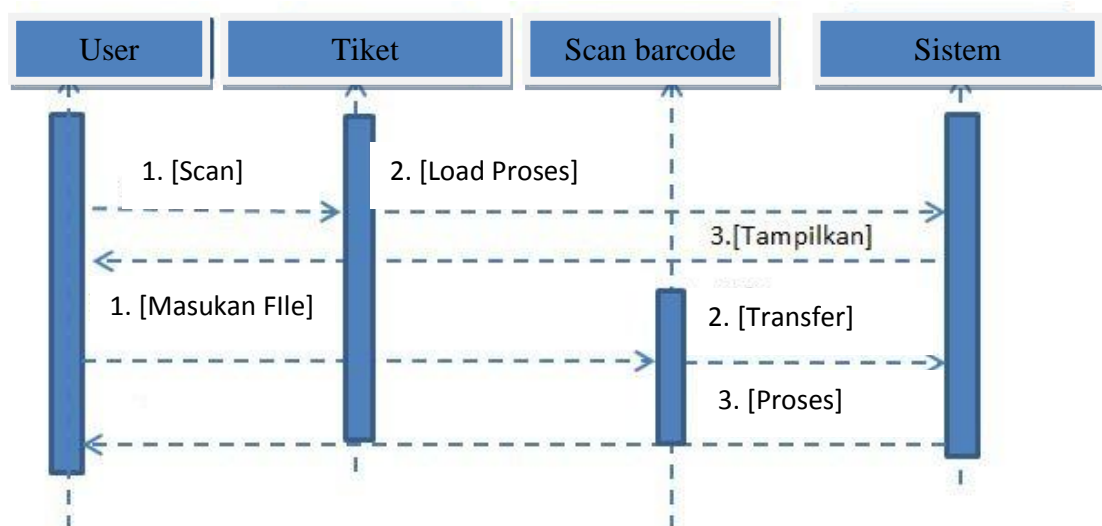 User
Tiket
Scan barcode
Sistem
1. [Scan]
2. [Load Proses]
3.[Tampilkan]
1. [Masukan FIle]
2. [Transfer]
3. [Proses]